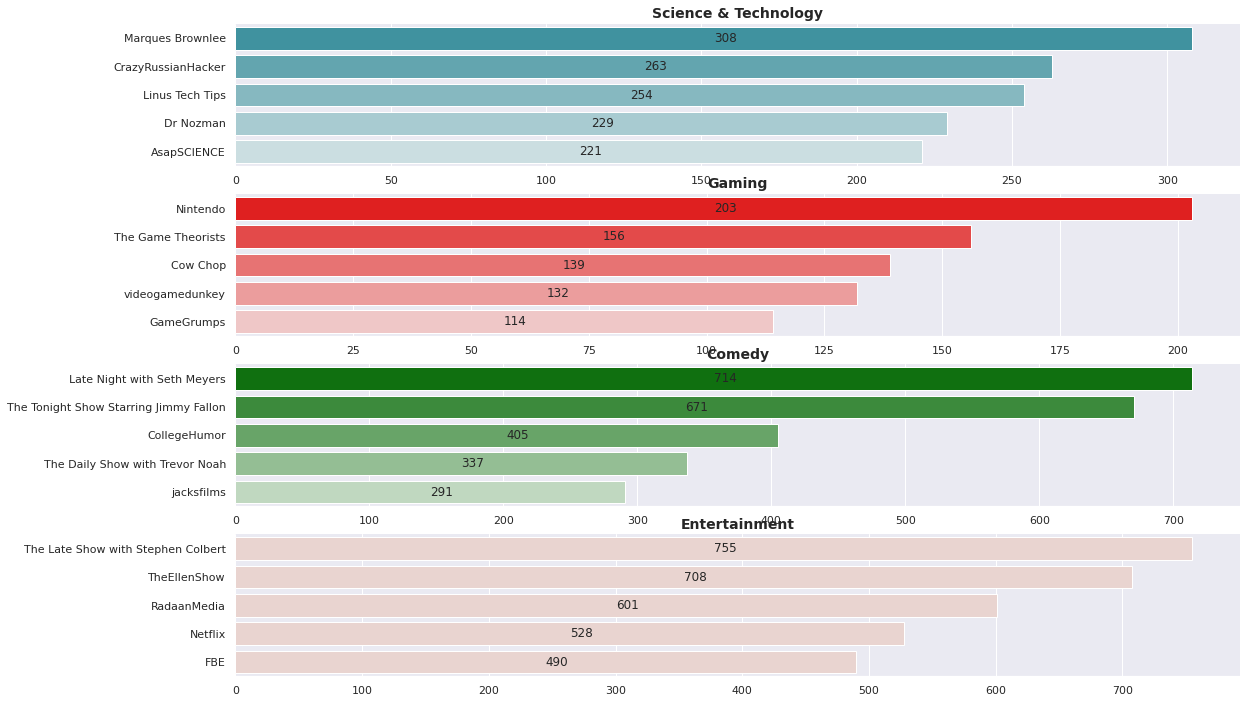 Science & Technology
Marques Brownlee 308
CrazyRussianHacker 263
Linus Tech Tips 254
Dr Nozman 229
AsapSCIENCE 221
0 50 100 150 200 250 300
Gaming
Nintendo 203
The Game Theorists 156
Cow Chop 139
videogamedunkey 132
GameGrumps 114
0 25 50 75 100 125 150 175 200
Comedy
Late Night with Seth Meyers 714
The Tonight Show Starring Jimmy Fallon 671
CollegeHumor 405
The Daily Show with Trevor Noah 337
jacksfilms 291
0 100 200 300 400 500 600 700
Entertainment
The Late Show with Stephen Colbert 755
TheEllenShow 708
RadaanMedia 601
Netflix 528
FBE 490
0 100 200 300 400 500 600 700